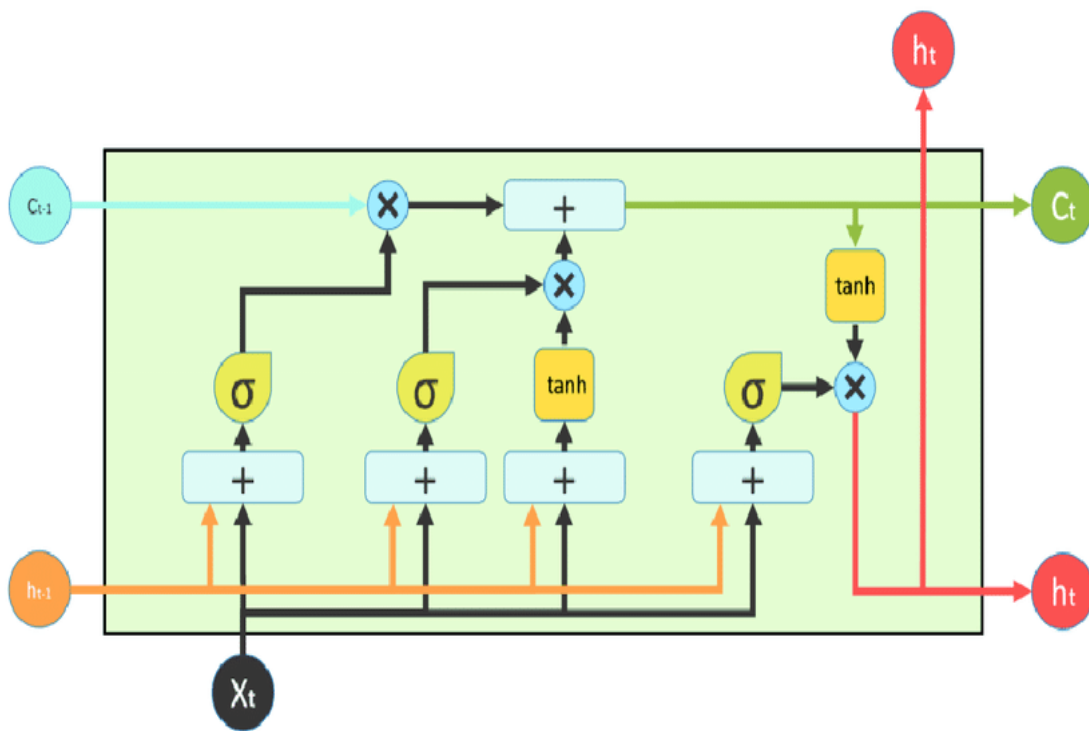 ht
Ct-1
×
+
Ct
×
tanh
σ
σ
tanh
σ
×
+
+
+
+
ht-1
ht
Xt